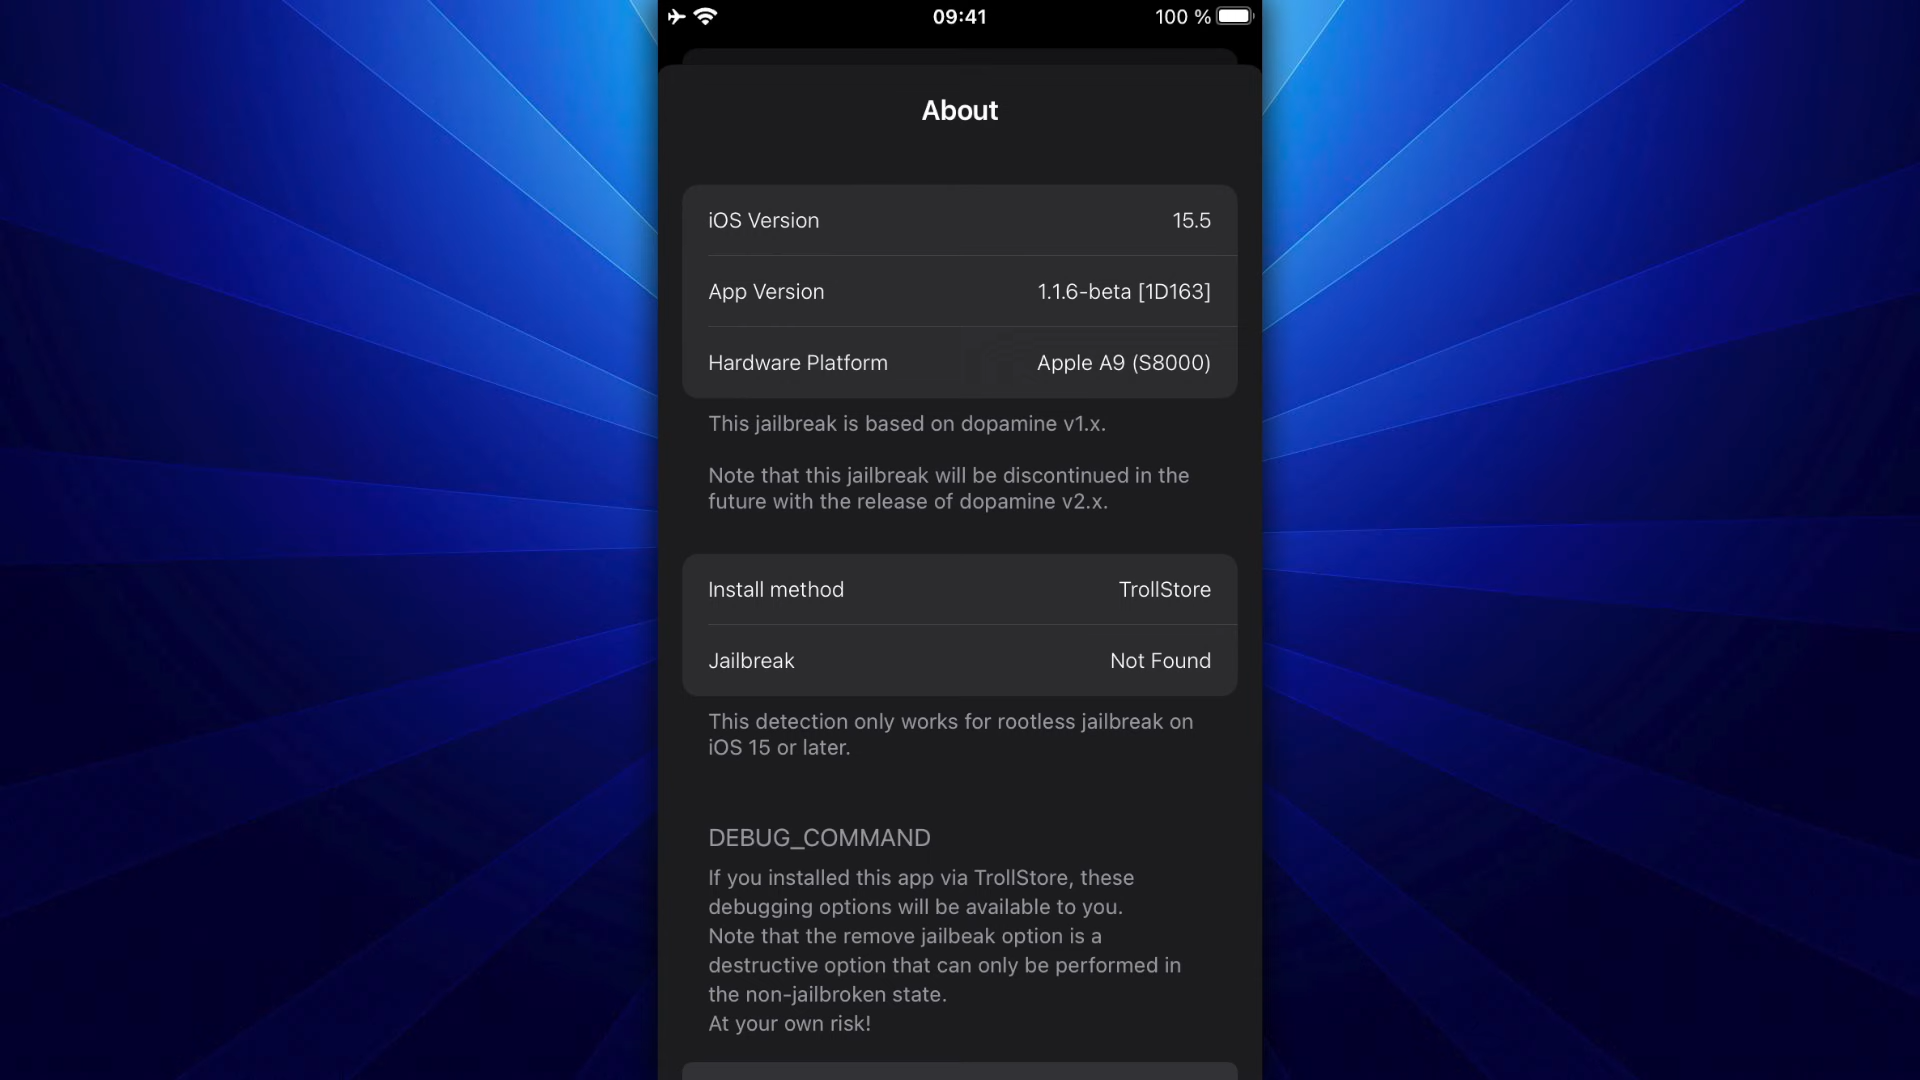 09:41
100 %
About
iOS Version 15.5
App Version 1.1.6-beta [1D163]
Hardware Platform Apple A9 (S8000)
This jailbreak is based on dopamine v1.x.
Note that this jailbreak will be discontinued in the
future with the release of dopamine v2.x.
Install method TrollStore
Jailbreak Not Found
This detection only works for rootless jailbreak on
iOS 15 or later.
DEBUG_COMMAND
If you installed this app via TrollStore, these
debugging options will be available to you.
Note that the remove jailbeak option is a
destructive option that can only be performed in
the non-jailbroken state.
At your own risk!